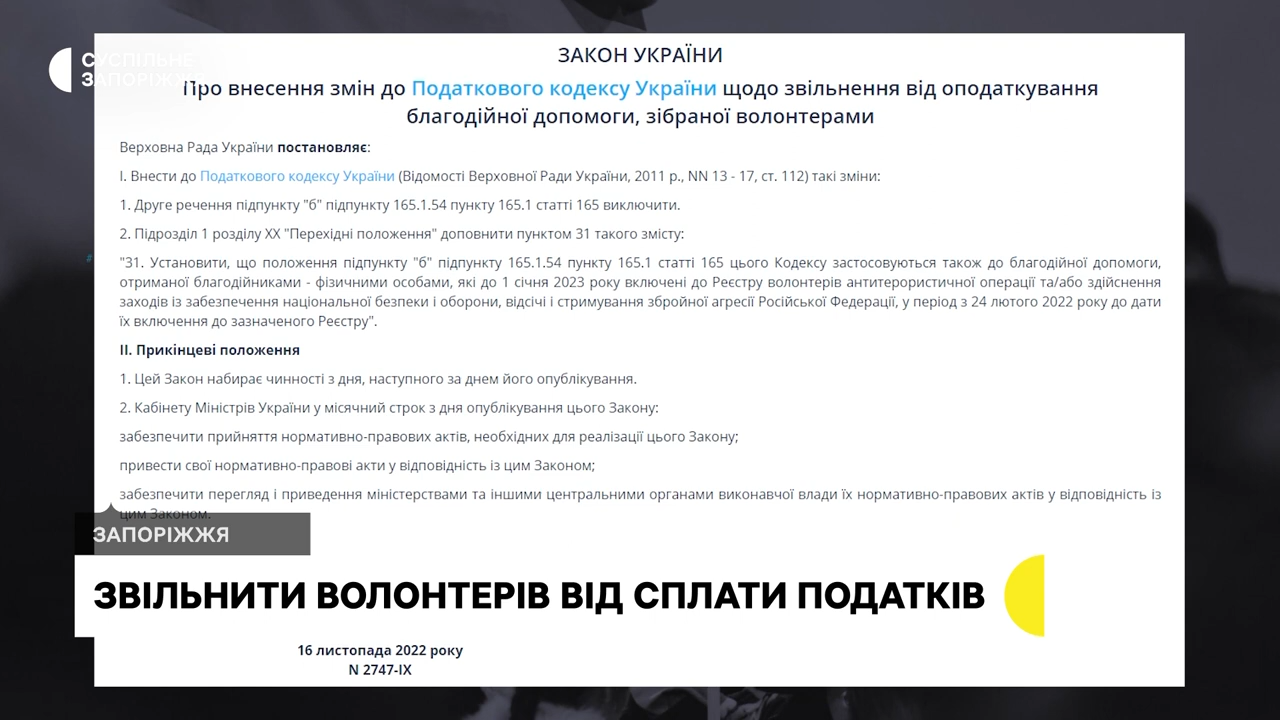 СУСПІЛЬНЕ
ЗАПОРІЖЖЯ
ЗАКОН УКРАЇНИ
Про внесення змін до Податкового кодексу України щодо звільнення від оподаткування
благодійної допомоги, зібраної волонтерами
Верховна Рада України постановляє:
I. Внести до Податкового кодексу України (Відомості Верховної Ради України, 2011 р., NN 13 - 17, ст. 112) такі зміни:
1. Друге речення підпункту "б" підпункту 165.1.54 пункту 165.1 статті 165 виключити.
2. Підрозділ 1 розділу XX "Перехідні положення" доповнити пунктом 31 такого змісту:
"31. Установити, що положення підпункту "б" підпункту 165.1.54 пункту 165.1 статті 165 цього Кодексу застосовуються також до благодійної допомоги,
отриманої благодійниками - фізичними особами, які до 1 січня 2023 року включені до Реєстру волонтерів антитерористичної операції та/або здійснення
заходів із забезпечення національної безпеки і оборони, відсічі і стримування збройної агресії Російської Федерації, у період з 24 лютого 2022 року до дати
їх включення до зазначеного Реєстру".
II. Прикінцеві положення
1. Цей Закон набирає чинності з дня, наступного за днем його опублікування.
2. Кабінету Міністрів України у місячний строк з дня опублікування цього Закону:
забезпечити прийняття нормативно-правових актів, необхідних для реалізації цього Закону;
привести свої нормативно-правові акти у відповідність із цим Законом;
забезпечити перегляд і приведення міністерствами та іншими центральними органами виконавчої влади їх нормативно-правових актів у відповідність із
цим Законом.
ЗАПОРІЖЖЯ
ЗВІЛЬНИТИ ВОЛОНТЕРІВ ВІД СПЛАТИ ПОДАТКІВ
16 листопада 2022 року
N 2747-IX